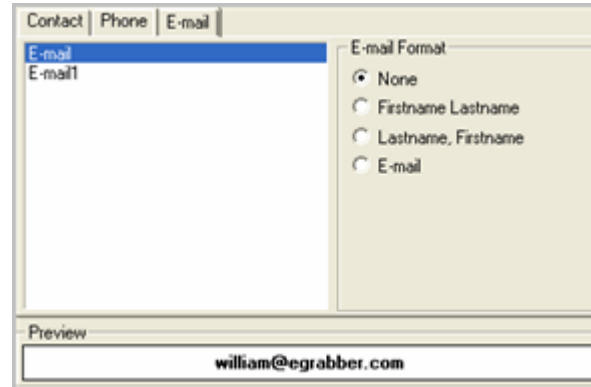 Contact Phone E-mail
E-mail
E-mail1
E-mail Format
None
Firstname Lastname
Lastname, Firstname
E-mail
Preview
william@egrabber.com